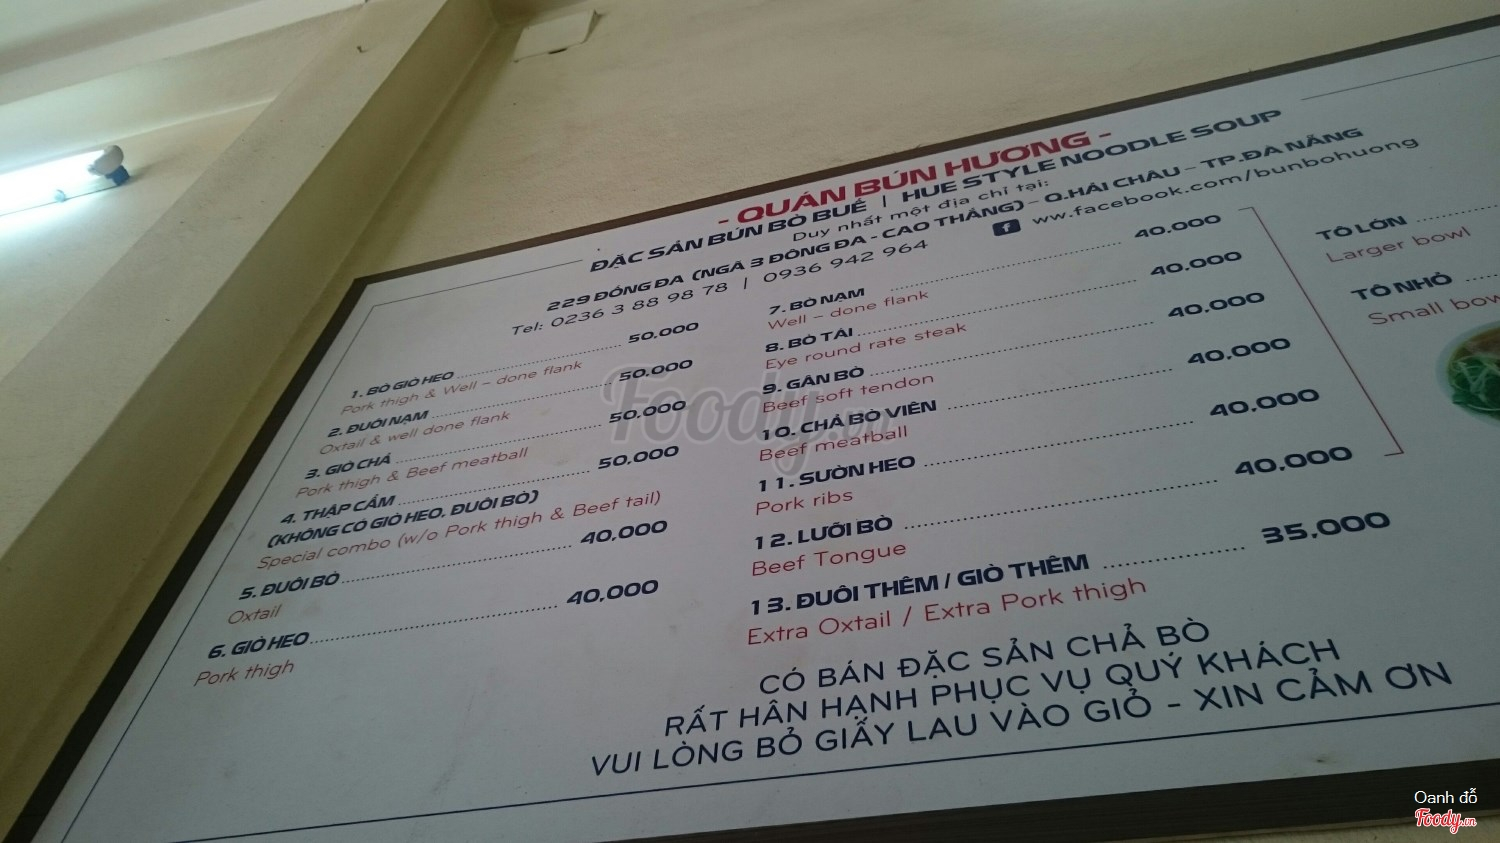 - QUÁN BÚN HƯƠNG -
ĐẶC SẢN BÚN BÒ BUẾ | HUE STYLE NOODLE SOUP
Duy nhất một địa chỉ tại:
229 ĐỐNG ĐA (NGÃ 3 ĐỐNG ĐA - CAO THẮNG) - Q.HẢI CHÂU - TP.ĐÀ NẴNG
Tel: 0236 3 88 98 78 | 0936 942 964 ww.facebook.com/bunbohuong
1. BÒ GIÒ HEO 50.000
Pork thigh & Well - done flank
2. ĐUÔI NẠM 50.000
Oxtail & well done flank
3. GIÒ CHẢ 50.000
Pork thigh & Beef meatball
4. THẬP CẨM 50.000
(KHÔNG CÓ GIÒ HEO, ĐUÔI BÒ)
Special combo (w/o Pork thigh & Beef tail)
5. ĐUÔI BÒ 40.000
Oxtail
6. GIÒ HEO 40.000
Pork thigh
7. BÒ NẠM 40.000
Well - done flank
8. BÒ TÁI 40.000
Eye round rate steak
9. GÂN BÒ 40.000
Beef soft tendon
10. CHẢ BÒ VIÊN 40.000
Beef meatball
11. SƯỜN HEO 40.000
Pork ribs
12. LƯỠI BÒ 40.000
Beef Tongue
13. ĐUÔI THÊM / GIÒ THÊM 35.000
Extra Oxtail / Extra Pork thigh
TÔ LỚN
Larger bowl
TÔ NHỎ
Small
CÓ BÁN ĐẶC SẢN CHẢ BÒ
RẤT HÂN HẠNH PHỤC VỤ QUÝ KHÁCH
VUI LÒNG BỎ GIẤY LAU VÀO GIỎ - XIN CẢM ƠN
Foody.vn
Oanh đỗ
Foody.vn